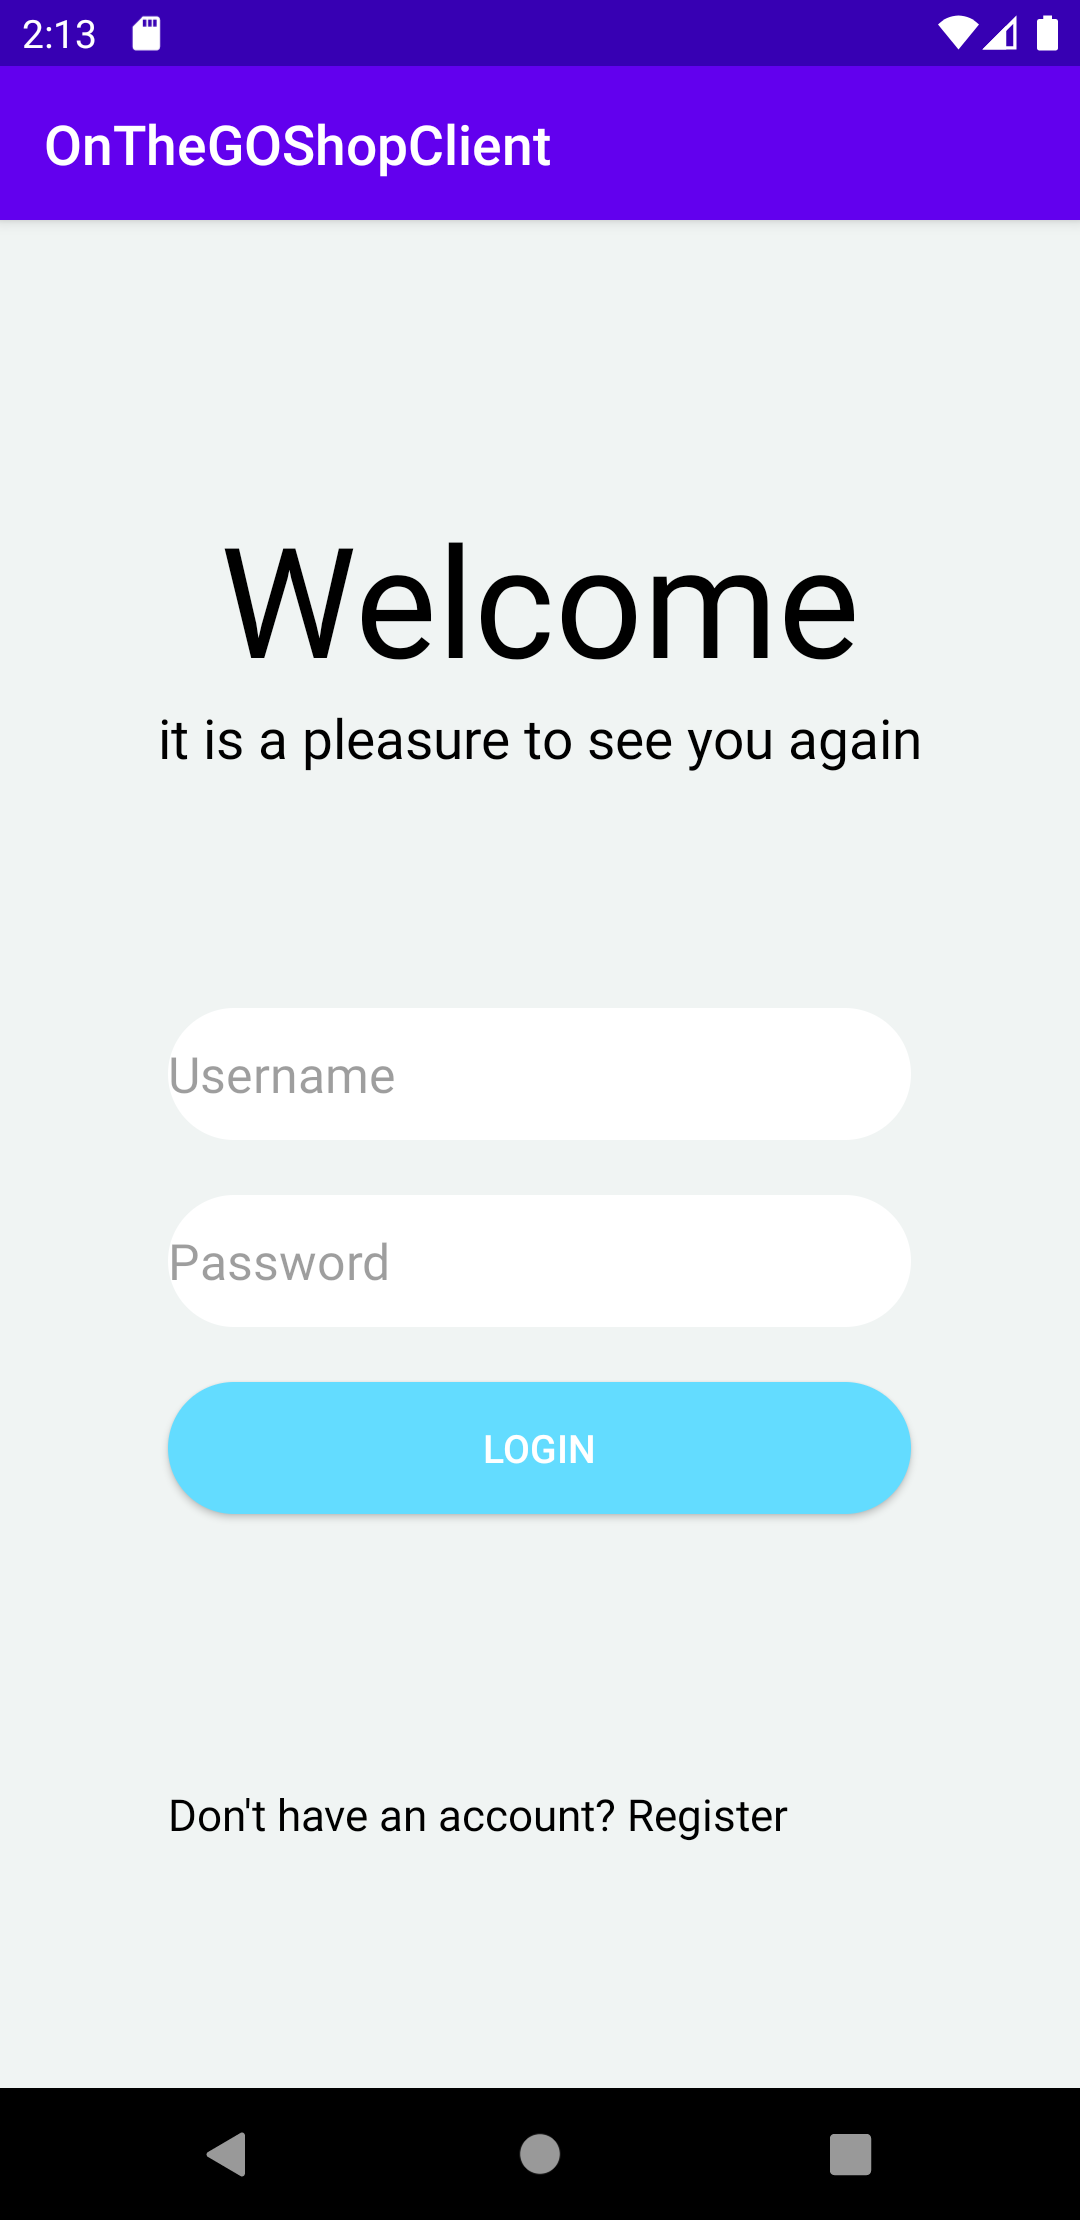 2:13
OnTheGOShopClient
Welcome
it is a pleasure to see you again
Username
Password
LOGIN
Don't have an account? Register